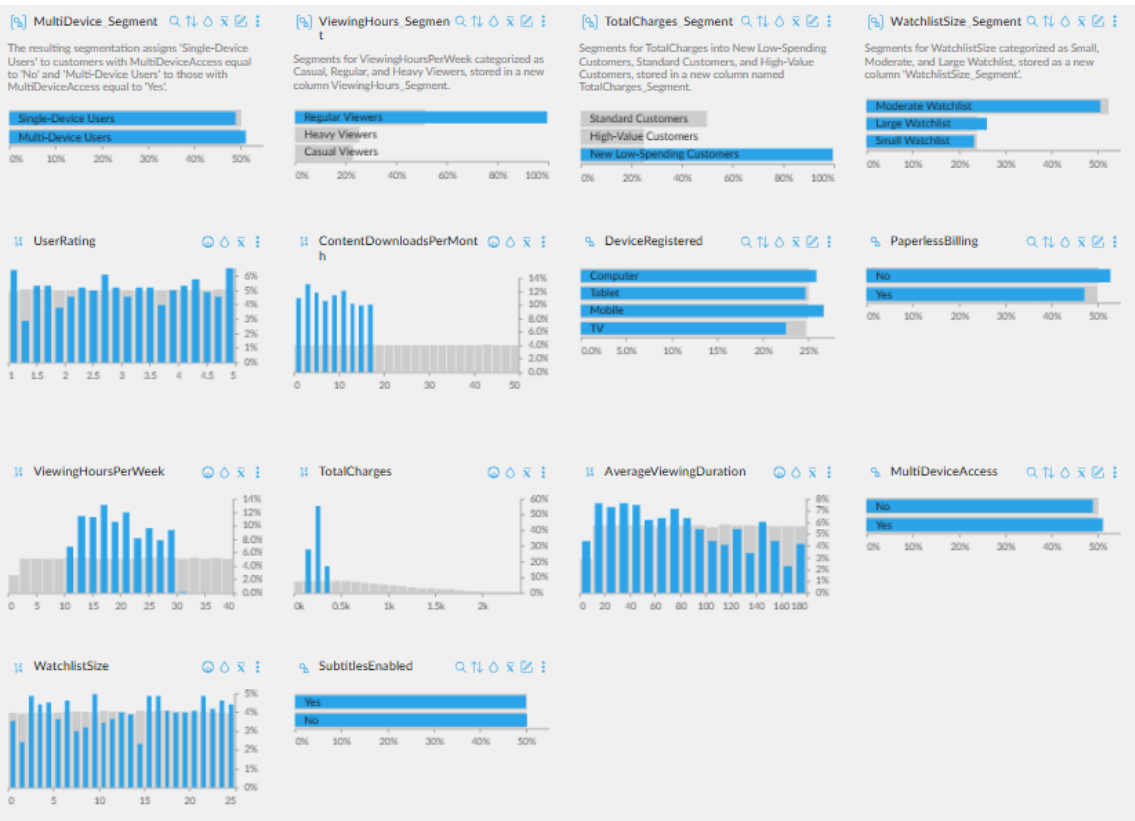 MultiDevice_Segment
The resulting segmentation assigns 'Single-Device
Users' to customers with MultiDeviceAccess equal
to 'No' and 'Multi-Device Users' to those with
MultiDeviceAccess equal to 'Yes'.
Single-Device Users
Multi-Device Users
0% 10% 20% 30% 40% 50%
ViewingHours_Segmen
t
Segments for ViewingHoursPerWeek categorized as
Casual, Regular, and Heavy Viewers, stored in a new
column ViewingHours_Segment.
Regular Viewers
Heavy Viewers
Casual Viewers
0% 20% 40% 60% 80% 100%
TotalCharges_Segment
Segments for TotalCharges into New Low-Spending
Customers, Standard Customers, and High-Value
Customers, stored in a new column named
TotalCharges_Segment.
Standard Customers
High-Value Customers
New Low-Spending Customers
0% 20% 40% 60% 80% 100%
WatchlistSize_Segment
Segments for WatchlistSize categorized as Small,
Moderate, and Large Watchlist, stored as a new
column 'WatchlistSize_Segment'.
Moderate Watchlist
Large Watchlist
Small Watchlist
0% 10% 20% 30% 40% 50%
UserRating
6%
5%
4%
3%
2%
1%
0%
1 1.5 2 2.5 3 3.5 4 4.5 5
ContentDownloadsPerMont
h
14%
12%
10%
8.0%
6.0%
4.0%
2.0%
0.0%
0 10 20 30 40 50
DeviceRegistered
Computer
Tablet
Mobile
TV
0.0% 5.0% 10% 15% 20% 25%
PaperlessBilling
No
Yes
0% 10% 20% 30% 40% 50%
ViewingHoursPerWeek
14%
12%
10%
8.0%
6.0%
4.0%
2.0%
0.0%
0 5 10 15 20 25 30 35 40
TotalCharges
60%
50%
40%
30%
20%
10%
0%
0k 0.5k 1k 1.5k 2k
AverageViewingDuration
8%
7%
6%
5%
4%
3%
2%
1%
0%
0 20 40 60 80 100 120 140 160 180
MultiDeviceAccess
No
Yes
0% 10% 20% 30% 40% 50%
WatchlistSize
5%
4%
3%
2%
1%
0%
0 5 10 15 20 25
SubtitlesEnabled
Yes
No
0% 10% 20% 30% 40% 50%